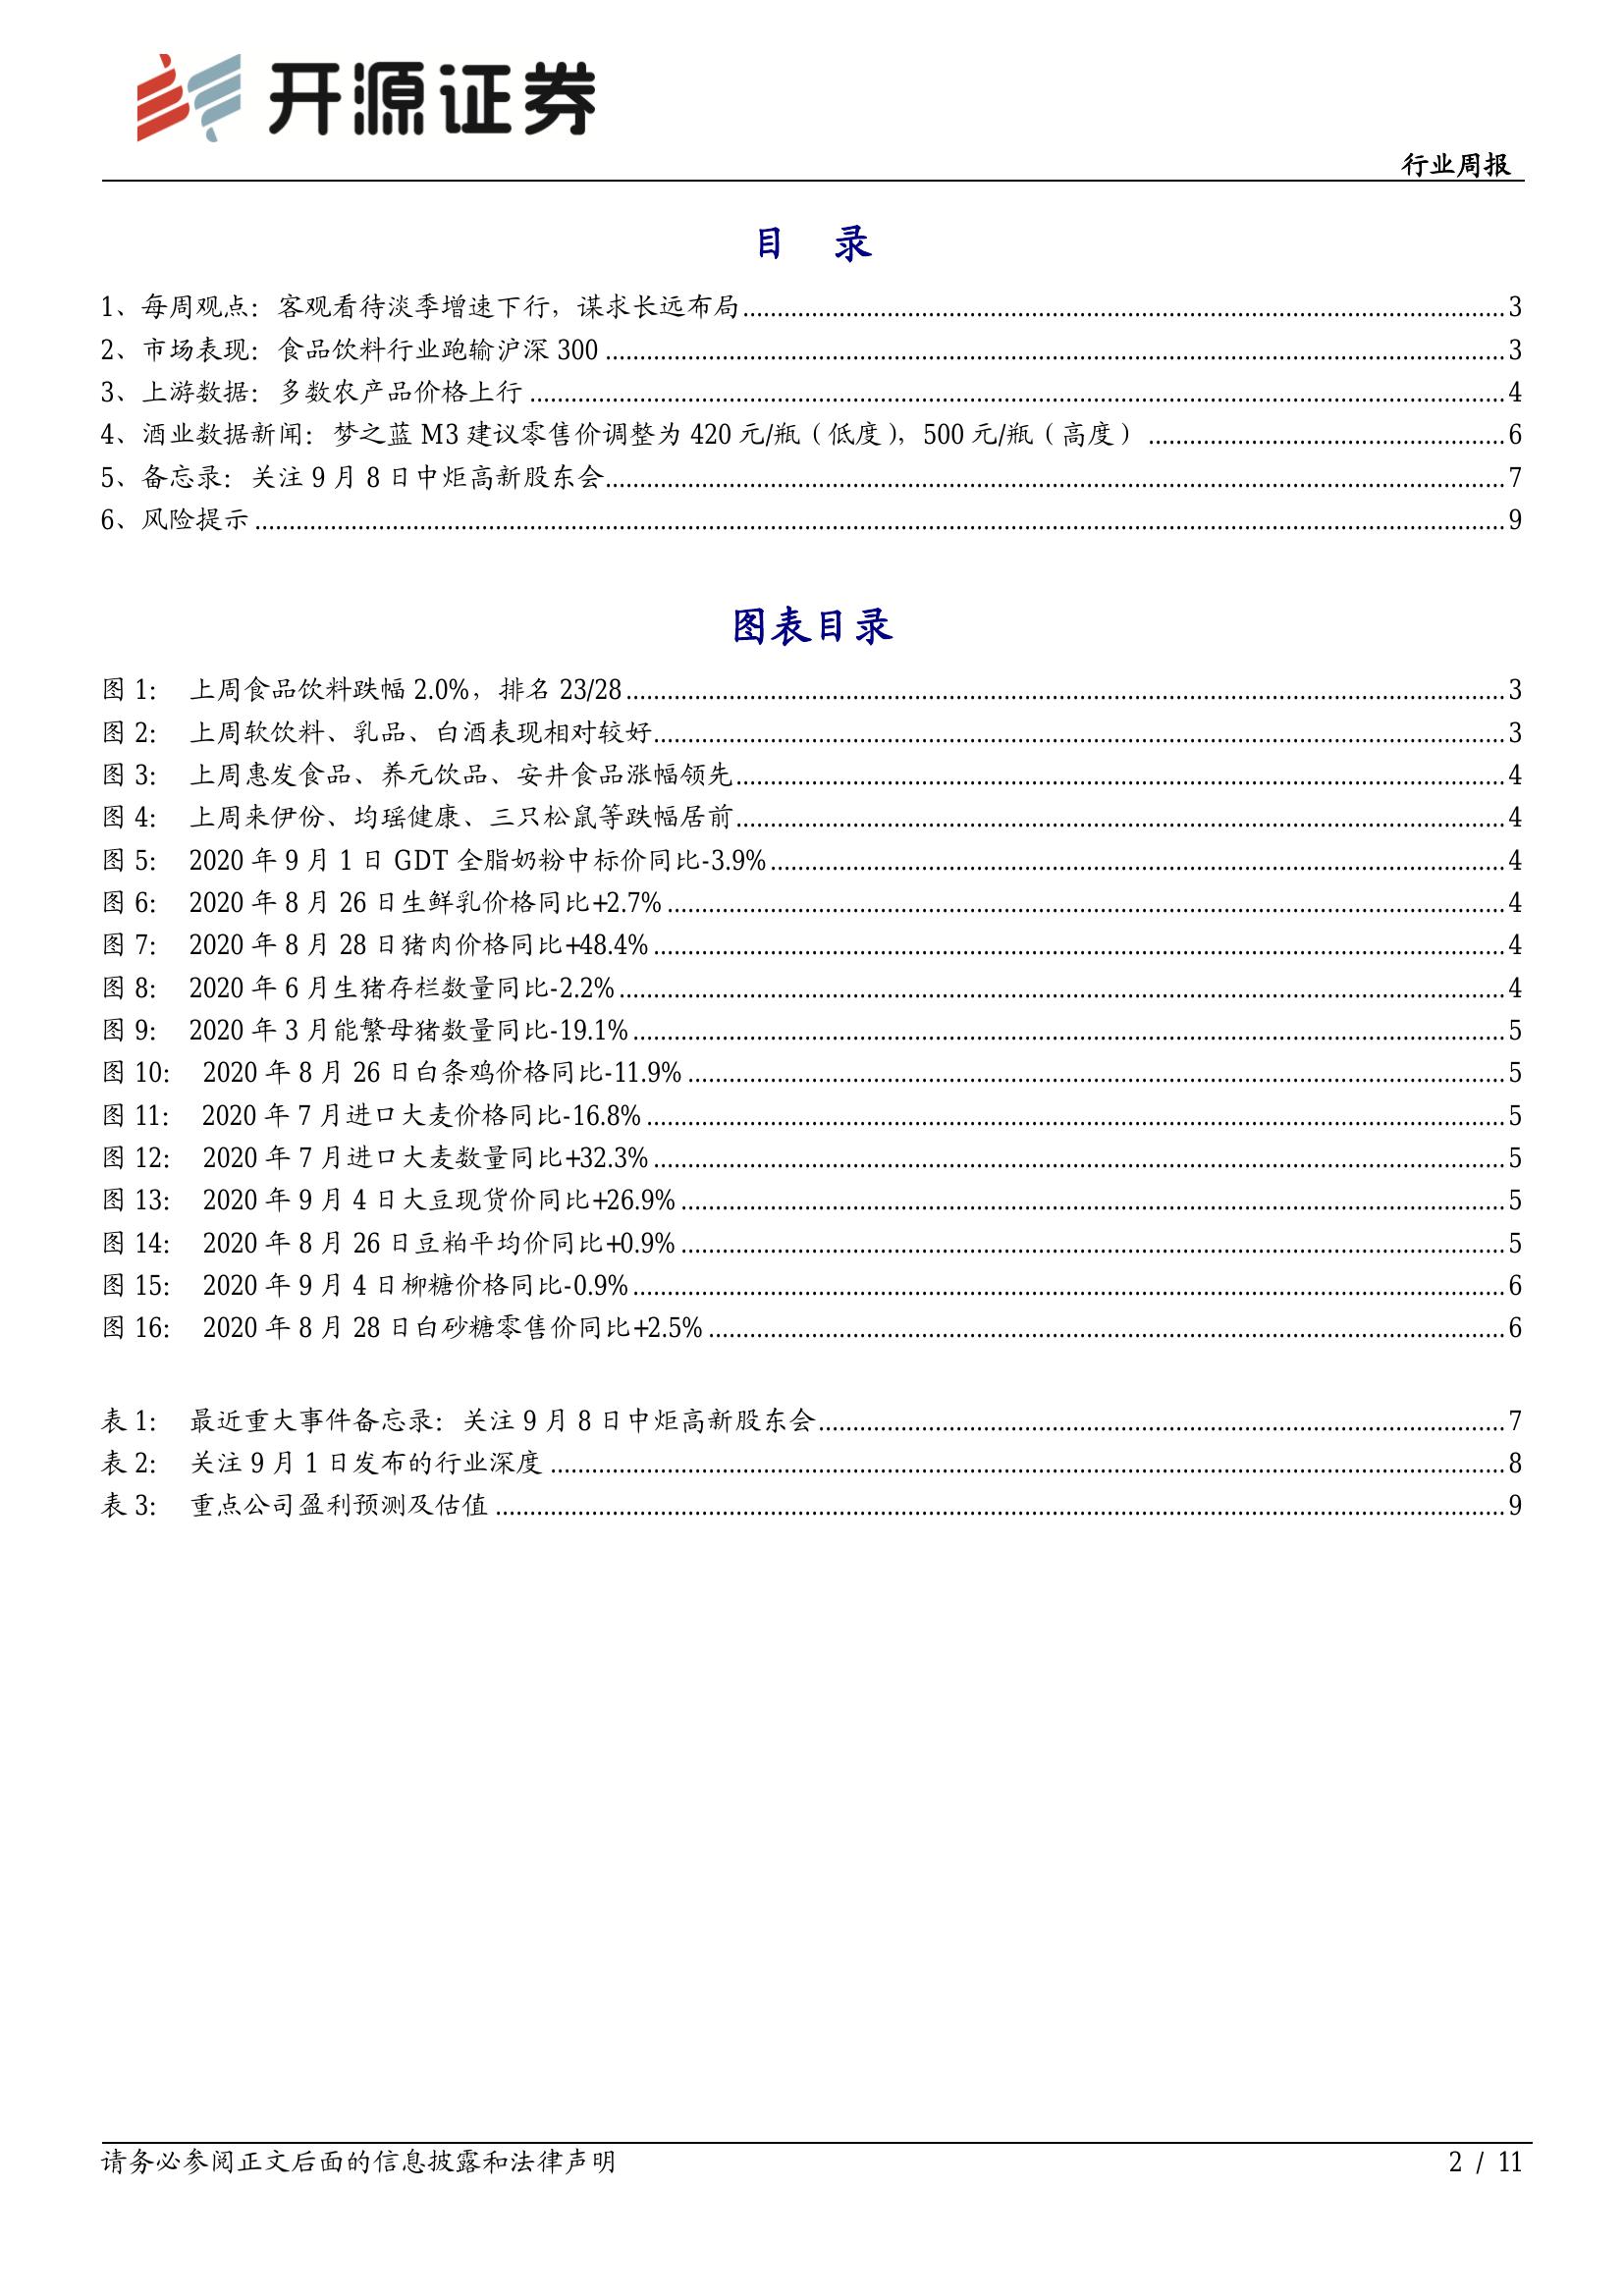 开源证券
行业周报
目 录
1、每周观点：客观看待淡季增速下行，谋求长远布局 3
2、市场表现：食品饮料行业跑输沪深 300 3
3、上游数据：多数农产品价格上行 4
4、酒业数据新闻：梦之蓝 M3 建议零售价调整为 420 元/瓶（低度），500 元/瓶（高度） 6
5、备忘录：关注 9 月 8 日中炬高新股东会 7
6、风险提示 9
图表目录
图 1： 上周食品饮料跌幅 2.0%，排名 23/28 3
图 2： 上周软饮料、乳品、白酒表现相对较好 3
图 3： 上周惠发食品、养元饮品、安井食品涨幅领先 4
图 4： 上周来伊份、均瑶健康、三只松鼠等跌幅居前 4
图 5： 2020 年 9 月 1 日 GDT 全脂奶粉中标价同比-3.9% 4
图 6： 2020 年 8 月 26 日生鲜乳价格同比+2.7% 4
图 7： 2020 年 8 月 28 日猪肉价格同比+48.4% 4
图 8： 2020 年 6 月生猪存栏数量同比-2.2% 4
图 9： 2020 年 3 月能繁母猪数量同比-19.1% 5
图 10： 2020 年 8 月 26 日白条鸡价格同比-11.9% 5
图 11： 2020 年 7 月进口大麦价格同比-16.8% 5
图 12： 2020 年 7 月进口大麦数量同比+32.3% 5
图 13： 2020 年 9 月 4 日大豆现货价同比+26.9% 5
图 14： 2020 年 8 月 26 日豆粕平均价同比+0.9% 5
图 15： 2020 年 9 月 4 日柳糖价格同比-0.9% 6
图 16： 2020 年 8 月 28 日白砂糖零售价同比+2.5% 6
表 1： 最近重大事件备忘录：关注 9 月 8 日中炬高新股东会 7
表 2： 关注 9 月 1 日发布的行业深度 8
表 3： 重点公司盈利预测及估值 9
请务必参阅正文后面的信息披露和法律声明 2 / 11